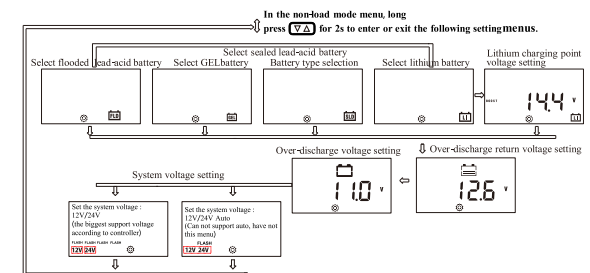 In the non-load mode menu, long
press ▽△ for 2s to enter or exit the following settingmenus.
Select sealed lead-acid battery
Select flooded lead-acid battery
Select GELbattery
Battery type selection
Select lithium battery
Lithium charging point
voltage setting
FLD
GEL
SLD
LI
BOOST
14.4 V
LI
Over-discharge voltage setting
Over-discharge return voltage setting
System voltage setting
11.0 V
12.6 V
Set the system voltage :
12V/24V
(the biggest support voltage
according to controller)
FLASH FLASH FLASH FLASH
12V 24V
Set the system voltage :
12V/24V Auto
(Can not support auto, have not
this menu)
FLASH
12V 24V